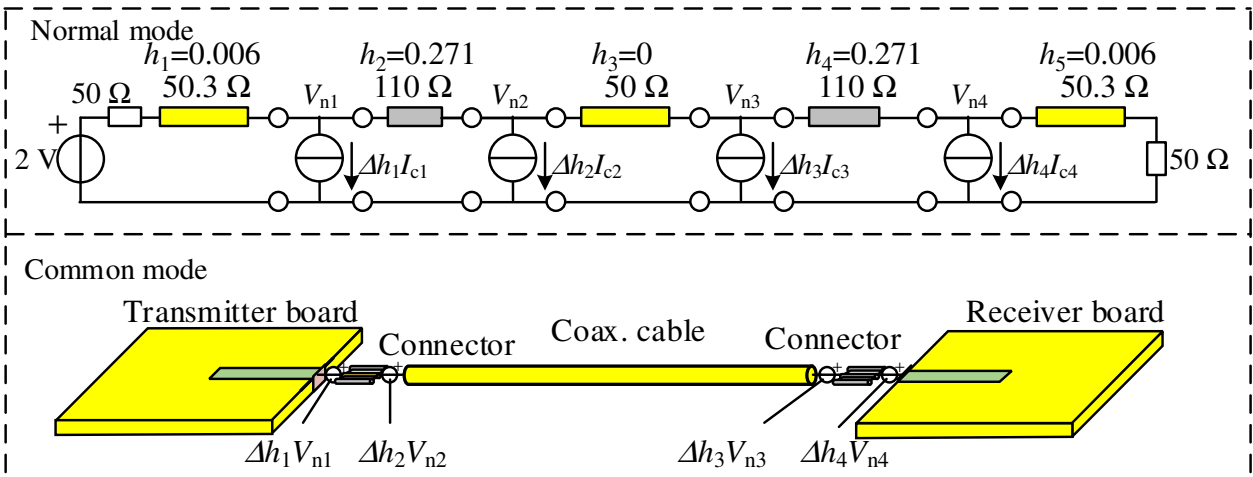 Normal mode
h1=0.006 h2=0.271 h3=0 h4=0.271 h5=0.006
50 Ω 50.3 Ω Vn1 110 Ω Vn2 50 Ω Vn3 110 Ω Vn4 50.3 Ω
+
2 V Δh1Ic1 Δh2Ic2 Δh3Ic3 Δh4Ic4 50 Ω
Common mode
Transmitter board Coax. cable Receiver board
Connector Connector
+ + + +
Δh1Vn1 Δh2Vn2 Δh3Vn3 Δh4Vn4